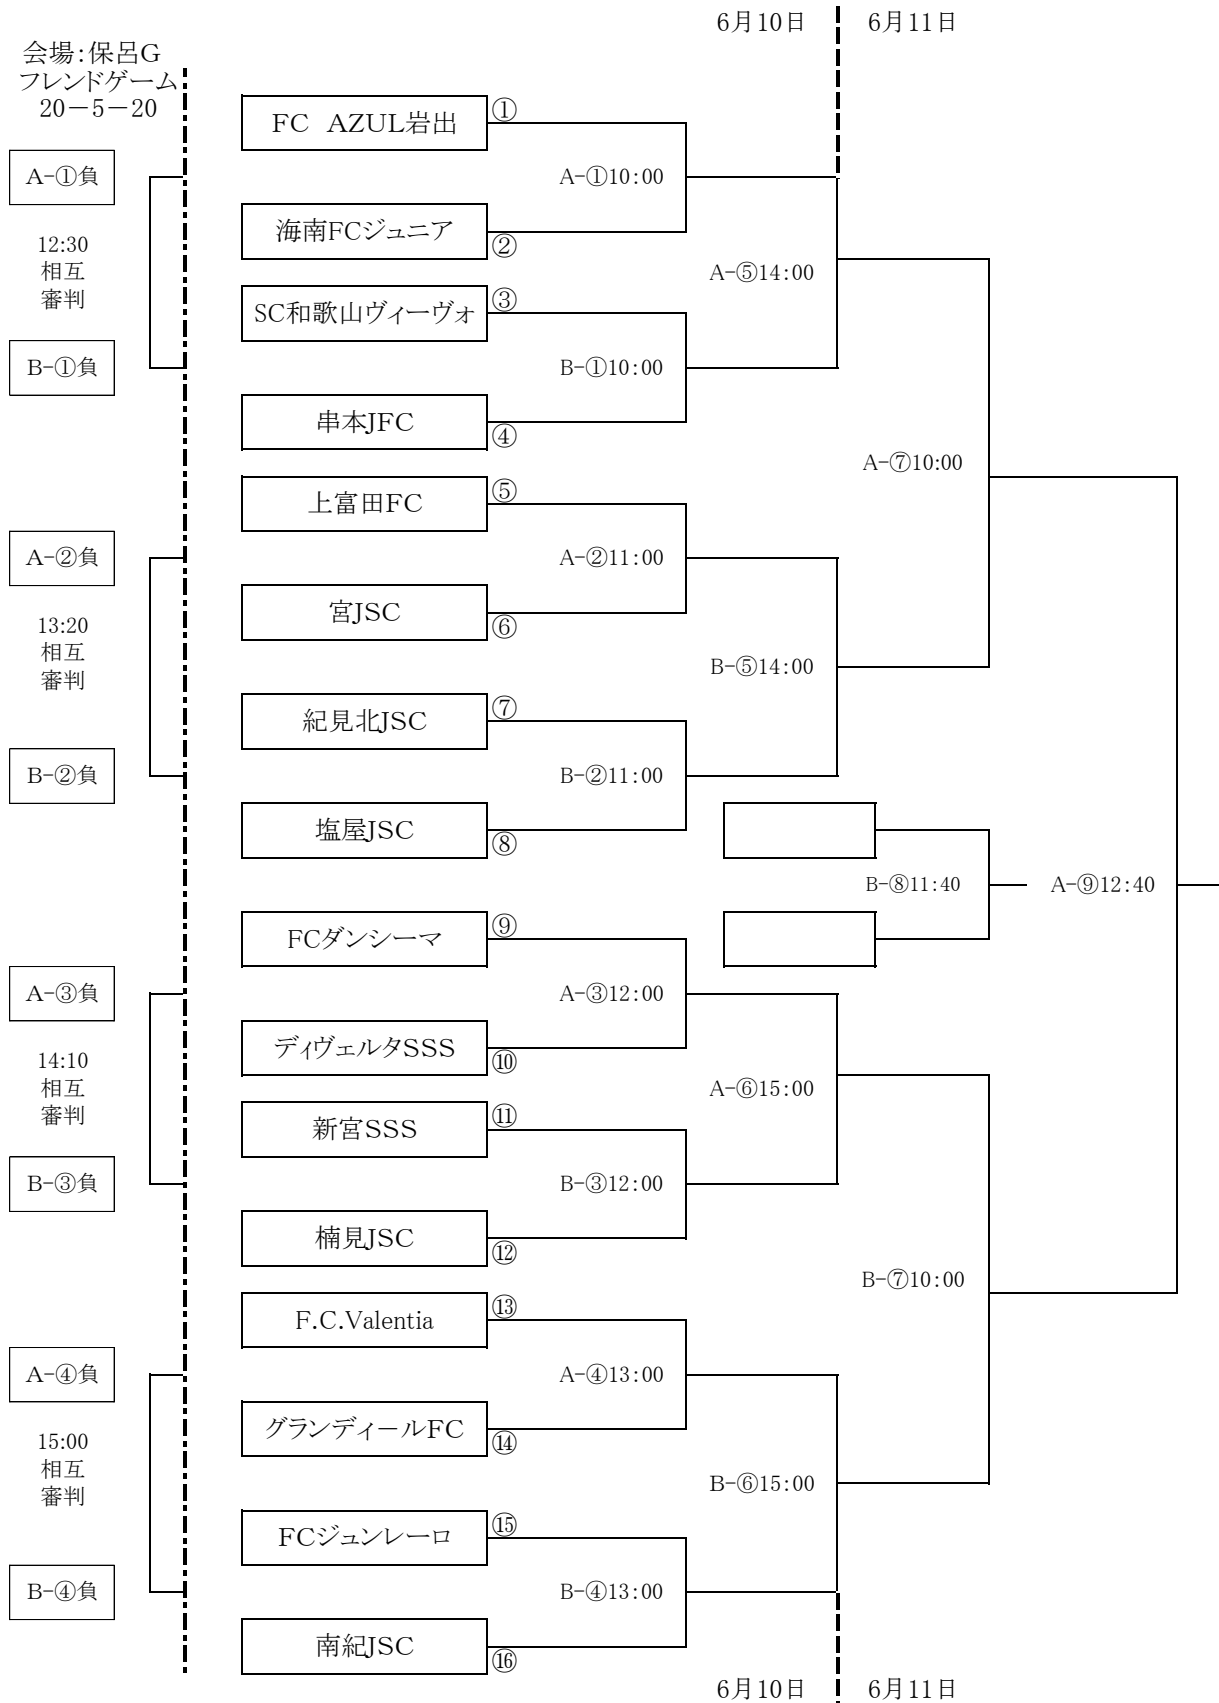 6月10日
6月11日
会場:保呂G
フレンドゲーム
20－5－20
①
FC　AZUL岩出
A-①負
A-①10:00
12:30
相互
審判
海南FCジュニア
②
A-⑤14:00
③
SC和歌山ヴィーヴォ
B-①負
B-①10:00
串本JFC
④
A-⑦10:00
⑤
上富田FC
A-②負
A-②11:00
13:20
相互
審判
宮JSC
⑥
B-⑤14:00
⑦
紀見北JSC
B-②負
B-②11:00
塩屋JSC
⑧
B-⑧11:40
A-⑨12:40
⑨
FCダンシーマ
A-③負
A-③12:00
14:10
相互
審判
ディヴェルタSSS
⑩
A-⑥15:00
⑪
新宮SSS
B-③負
B-③12:00
楠見JSC
⑫
B-⑦10:00
⑬
F.C.Valentia
A-④負
A-④13:00
15:00
相互
審判
グランディールFC
⑭
B-⑥15:00
⑮
FCジュンレーロ
B-④負
B-④13:00
南紀JSC
⑯
6月10日
6月11日